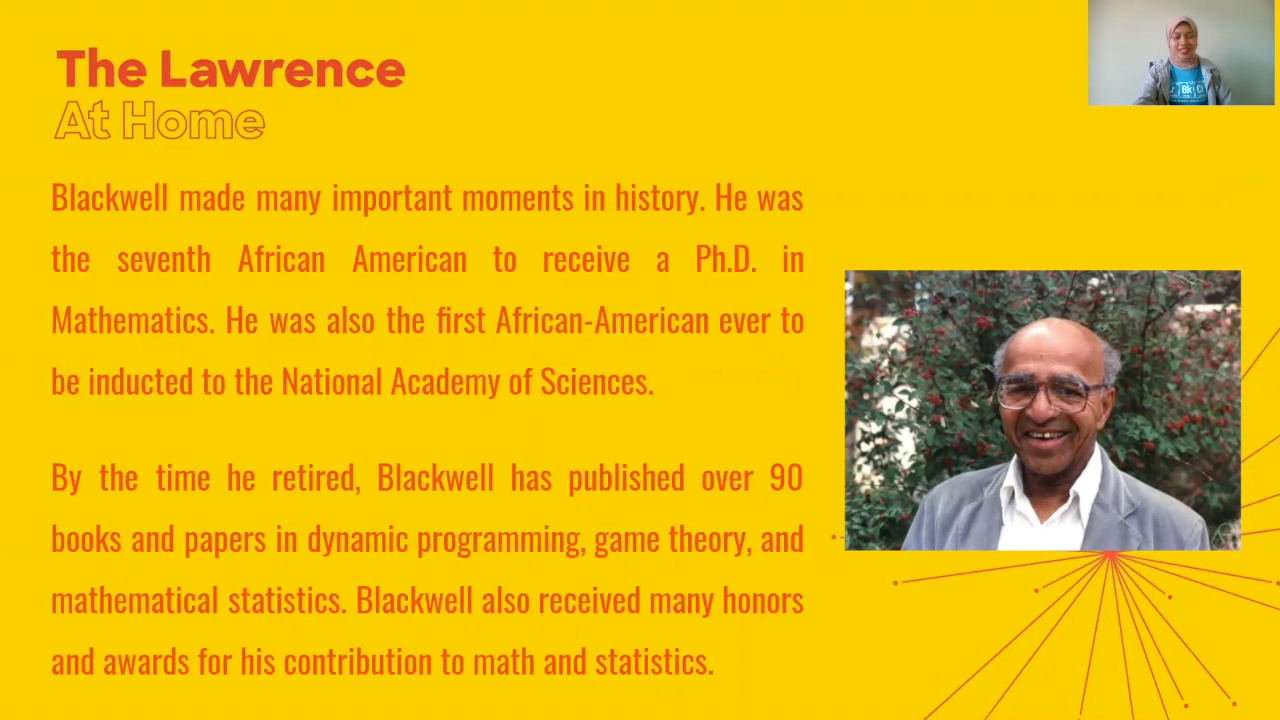 The Lawrence
At Home
Blackwell made many important moments in history. He was
the seventh African American to receive a Ph.D. in
Mathematics. He was also the first African-American ever to
be inducted to the National Academy of Sciences.
By the time he retired, Blackwell has published over 90
books and papers in dynamic programming, game theory, and
mathematical statistics. Blackwell also received many honors
and awards for his contribution to math and statistics.
Bk